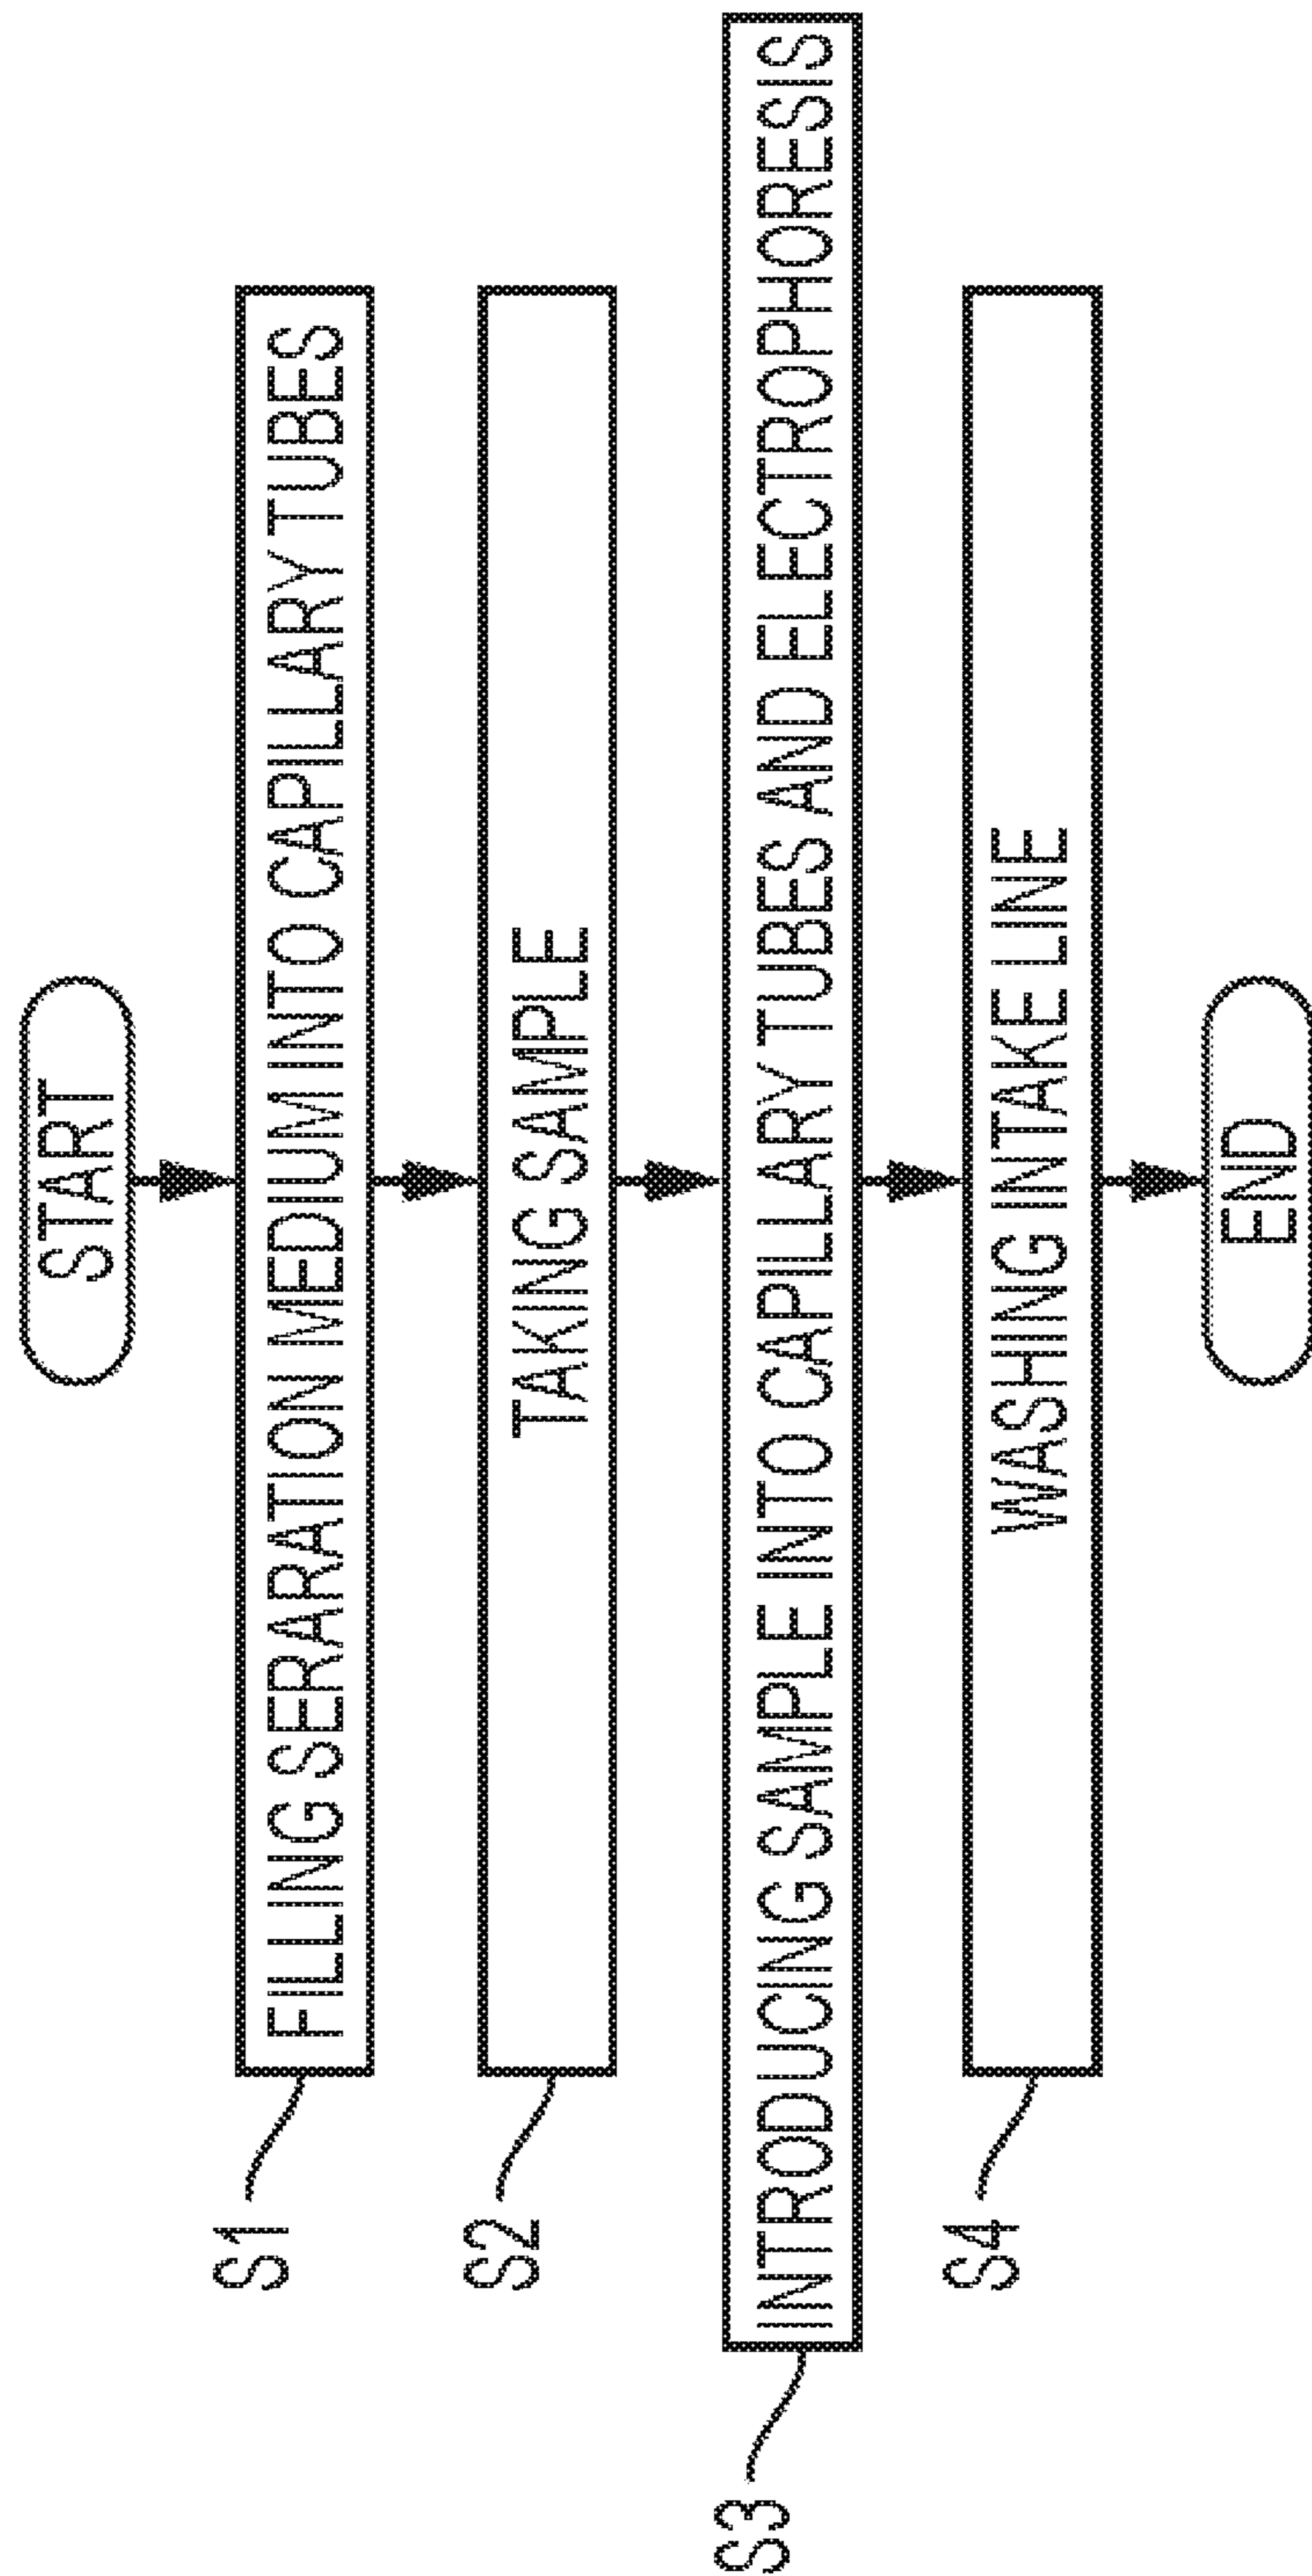 START
S1
FILLING SERARATION MEDIUM INTO CAPILLARY TUBES
S2
TAKING SAMPLE
S3
INTRODUCING SAMPLE INTO CAPILLARY TUBES AND ELECTROPHORESIS
S4
WASHING INTAKE LINE
END